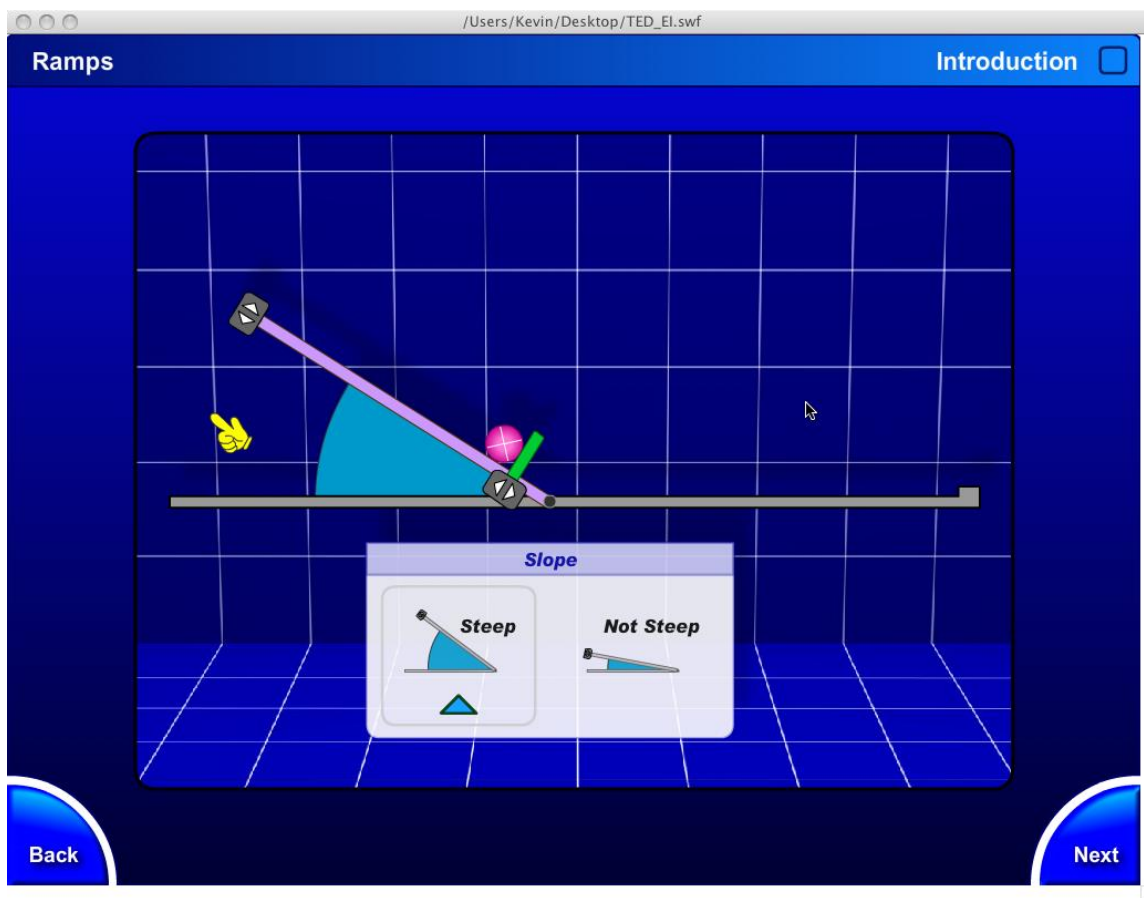 /Users/Kevin/Desktop/TED_EI.swf
Ramps
Introduction
Slope
Steep
Not Steep
Back
Next